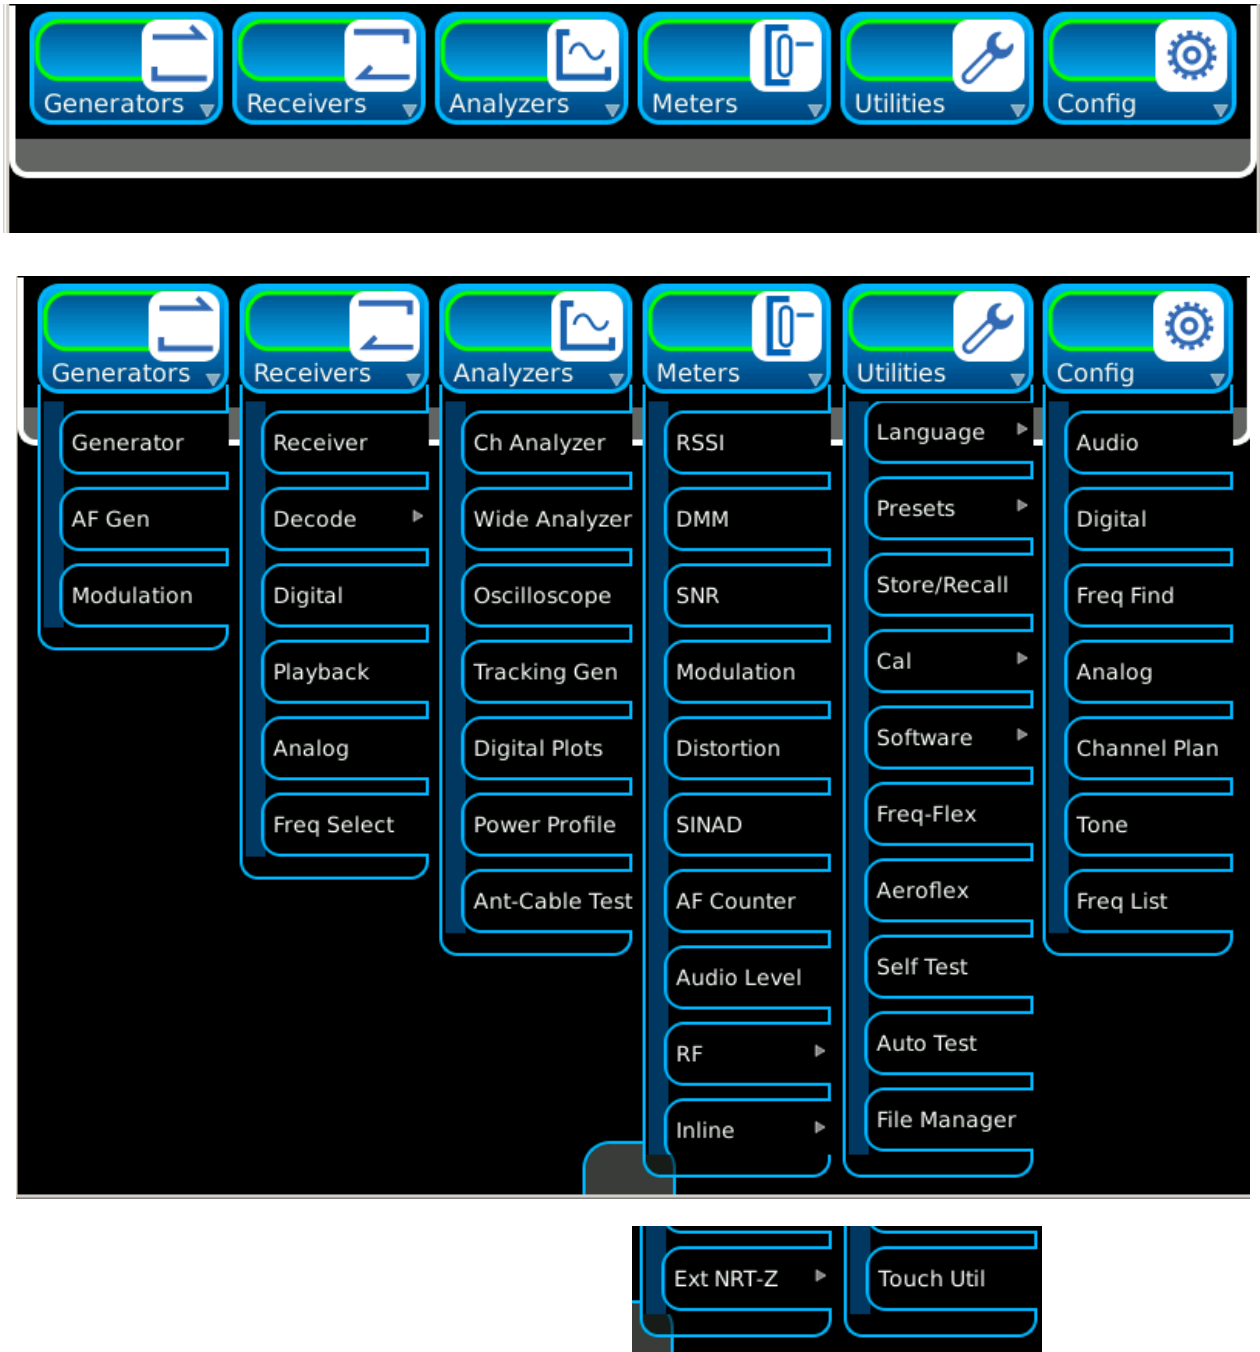 Generators
Receivers
Analyzers
Meters
Utilities
Config
Generators
Receivers
Analyzers
Meters
Utilities
Config
Generator
AF Gen
Modulation
Receiver
Decode
Digital
Playback
Analog
Freq Select
Ch Analyzer
Wide Analyzer
Oscilloscope
Tracking Gen
Digital Plots
Power Profile
Ant-Cable Test
RSSI
DMM
SNR
Modulation
Distortion
SINAD
AF Counter
Audio Level
RF
Inline
Language
Presets
Store/Recall
Cal
Software
Freq-Flex
Aeroflex
Self Test
Auto Test
File Manager
Audio
Digital
Freq Find
Analog
Channel Plan
Tone
Freq List
Ext NRT-Z
Touch Util